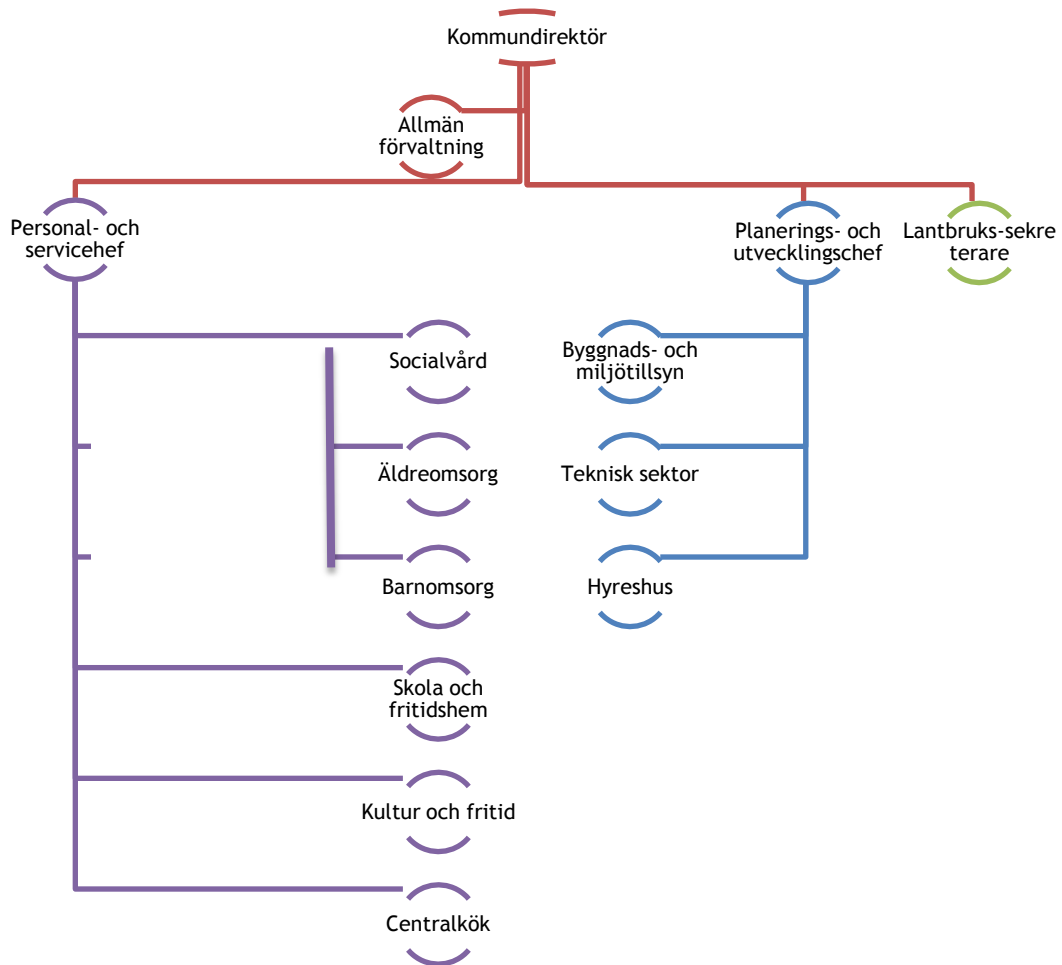 Kommundirektör
Allmän
förvaltning
Personal- och
servicehef
Planerings- och
utvecklingschef
Lantbruks-sekre
terare
Socialvård
Byggnads- och
miljötillsyn
Äldreomsorg
Teknisk sektor
Barnomsorg
Hyreshus
Skola och
fritidshem
Kultur och fritid
Centralkök